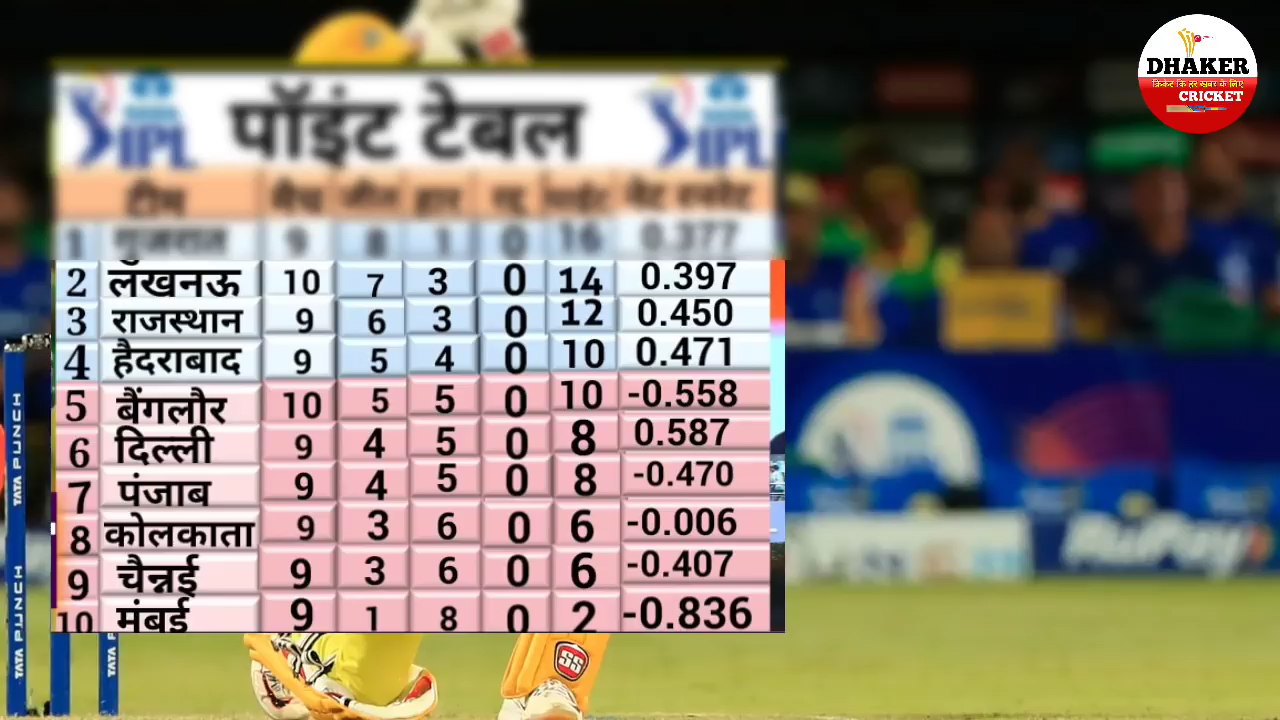 DHAKER
क्रिकेट कि हर खबर के लिए
CRICKET
IPL पॉइंट टेबल IPL
टीम मैच जीत हार रद्द पाइंट नेट रनरेट
1 गुजरात 9 8 1 0 16 0.377
2 लखनऊ 10 7 3 0 14 0.397
3 राजस्थान 9 6 3 0 12 0.450
4 हैदराबाद 9 5 4 0 10 0.471
5 बैंगलौर 10 5 5 0 10 -0.558
6 दिल्ली 9 4 5 0 8 0.587
7 पंजाब 9 4 5 0 8 -0.470
8 कोलकाता 9 3 6 0 6 -0.006
9 चैन्नई 9 3 6 0 6 -0.407
10 मुंबई 9 1 8 0 2 -0.836
TATA PUNCH
TATA PUNCH
TATA P
SS
RuPay